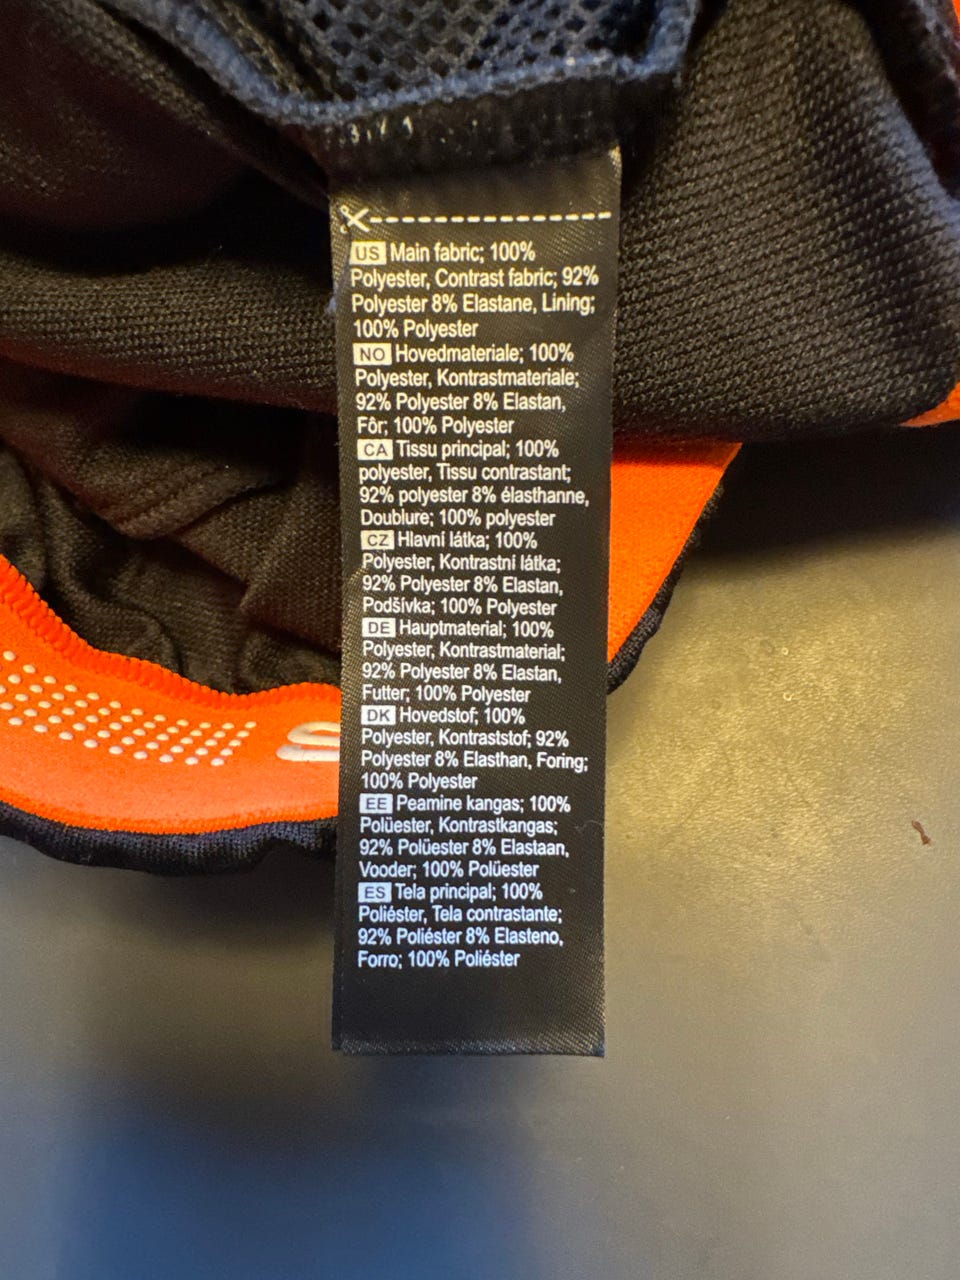 US Main fabric; 100%
Polyester, Contrast fabric; 92%
Polyester 8% Elastane, Lining;
100% Polyester
NO Hovedmateriale; 100%
Polyester, Kontrastmateriale;
92% Polyester 8% Elastan,
Fôr; 100% Polyester
CA Tissu principal; 100%
polyester, Tissu contrastant;
92% polyester 8% élasthanne,
Doublure; 100% polyester
CZ Hlavní látka; 100%
Polyester, Kontrastní látka;
92% Polyester 8% Elastan,
Podšívka; 100% Polyester
DE Hauptmaterial; 100%
Polyester, Kontrastmaterial;
92% Polyester 8% Elastan,
Futter; 100% Polyester
DK Hovedstof; 100%
Polyester, Kontraststof; 92%
Polyester 8% Elasthan, Foring;
100% Polyester
EE Peamine kangas; 100%
Polüester, Kontrastkangas;
92% Polüester 8% Elastaan,
Vooder; 100% Polüester
ES Tela principal; 100%
Poliéster, Tela contrastante;
92% Poliéster 8% Elasteno,
Forro; 100% Poliéster